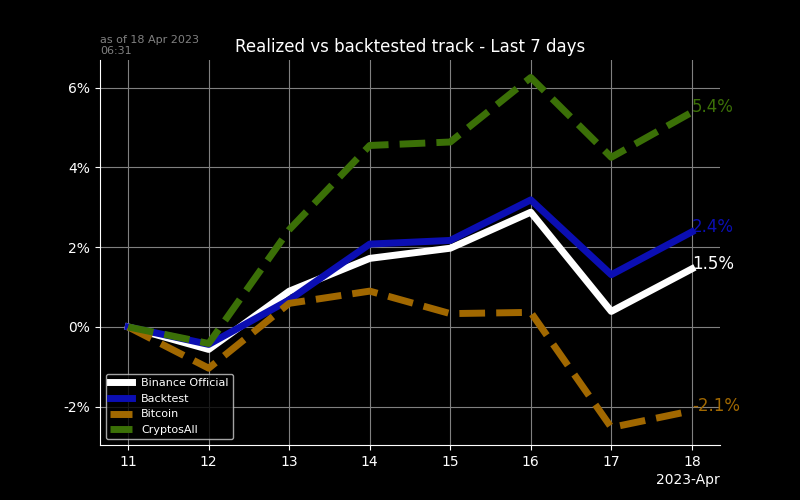 as of 18 Apr 2023
06:31
Realized vs backtested track - Last 7 days
6%
4%
2%
0%
-2%
5.4%
2.4%
1.5%
-2.1%
Binance Official
Backtest
Bitcoin
CryptosAll
11 12 13 14 15 16 17 18
2023-Apr